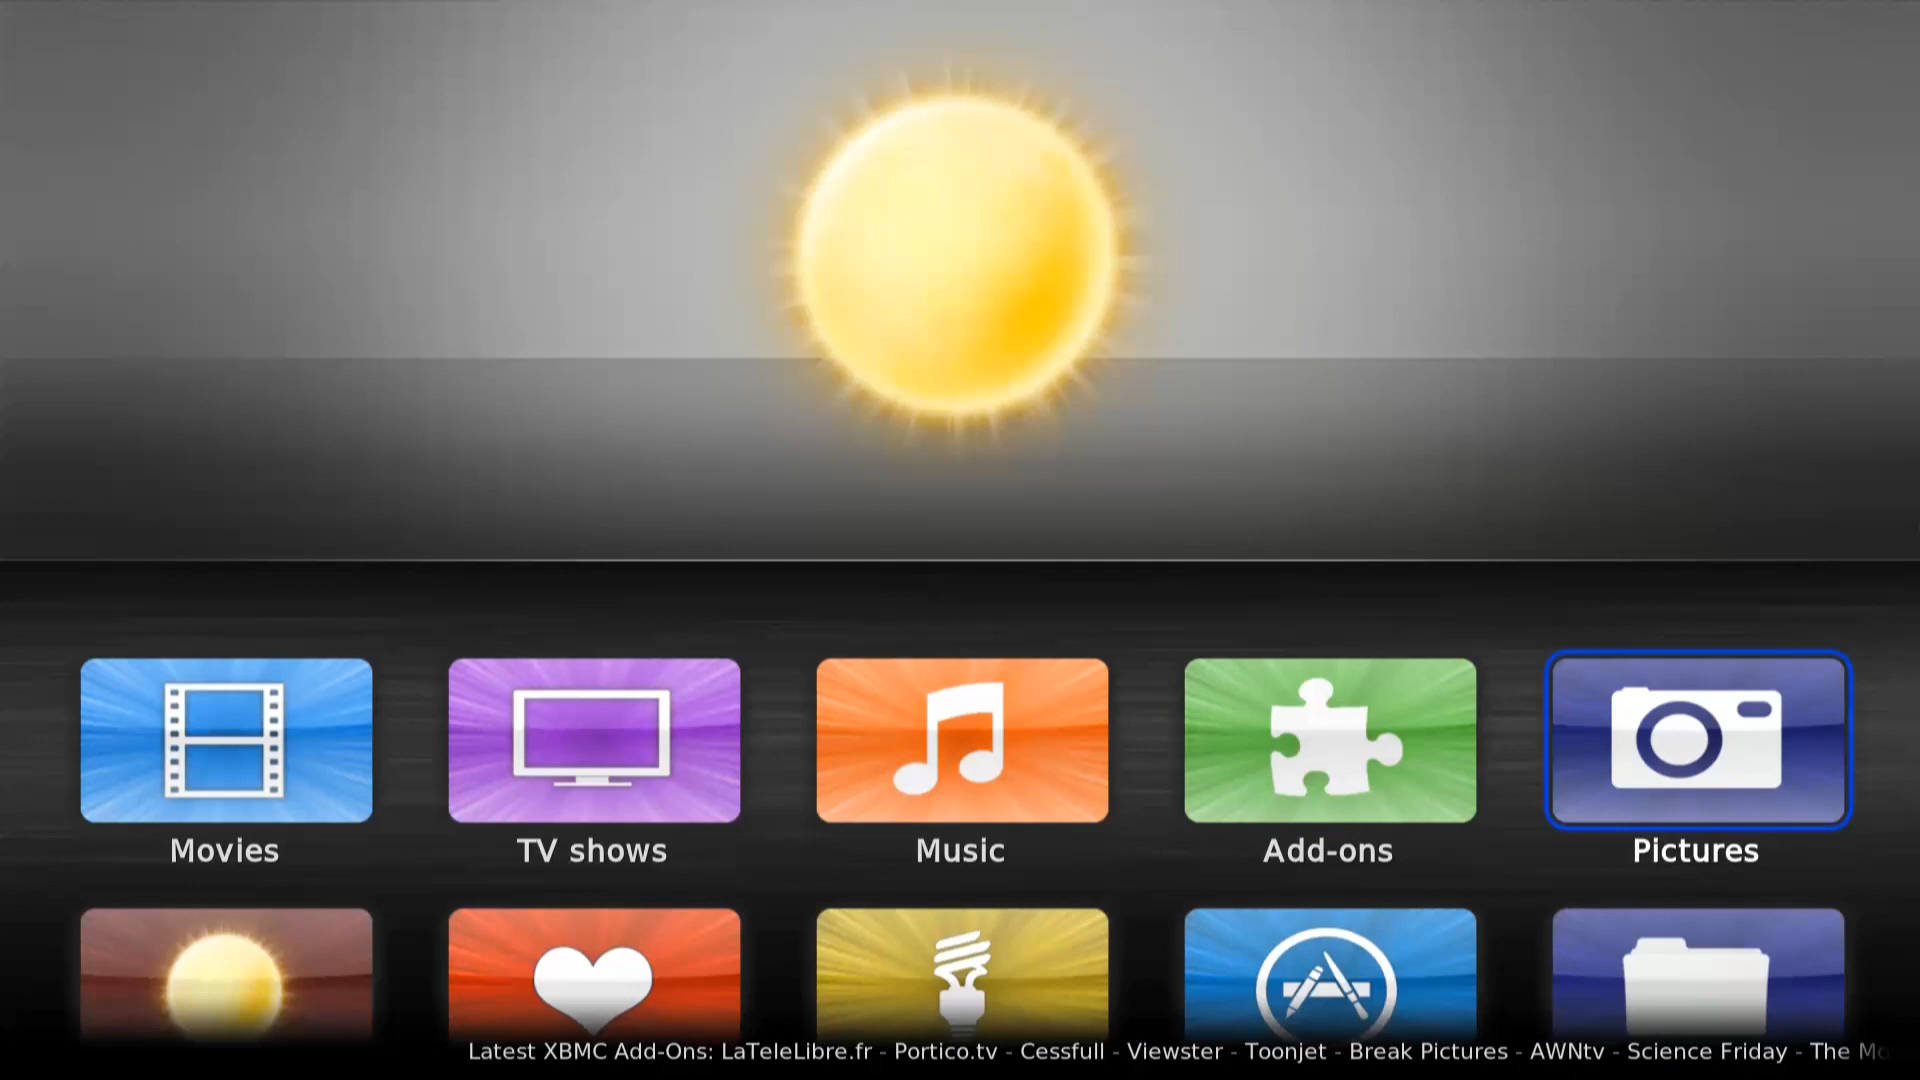 Movies
TV shows
Music
Add-ons
Pictures
Latest XBMC Add-Ons: LaTeleLibre.fr - Portico.tv - Cessfull - Viewster - Toonjet - Break Pictures - AWNtv - Science Friday - The